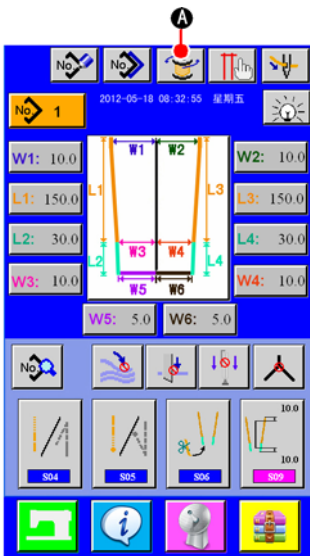 A
No. No.
No. 1 2012-05-18 08:32:55 星期五
W1: 10.0 W1 W2 W2: 10.0
L1: 150.0 L1 L3 L3: 150.0
L2: 30.0 L2 W3 W4 L4 L4: 30.0
W3: 10.0 W5 W6 W4: 10.0
W5: 5.0 W6: 5.0
No.
10.0
10.0
S04 S05 S06 S09